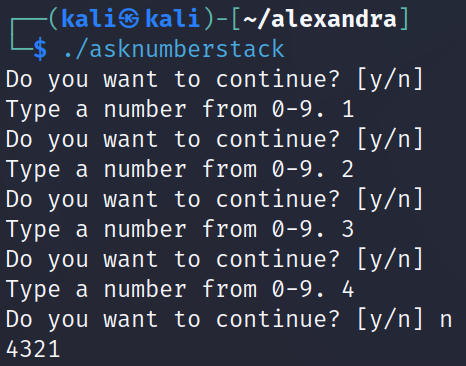 ┌──(kali㉿kali)-[~/alexandra]
└─$ ./asknumberstack
Do you want to continue? [y/n]
Type a number from 0-9. 1
Do you want to continue? [y/n]
Type a number from 0-9. 2
Do you want to continue? [y/n]
Type a number from 0-9. 3
Do you want to continue? [y/n]
Type a number from 0-9. 4
Do you want to continue? [y/n] n
4321